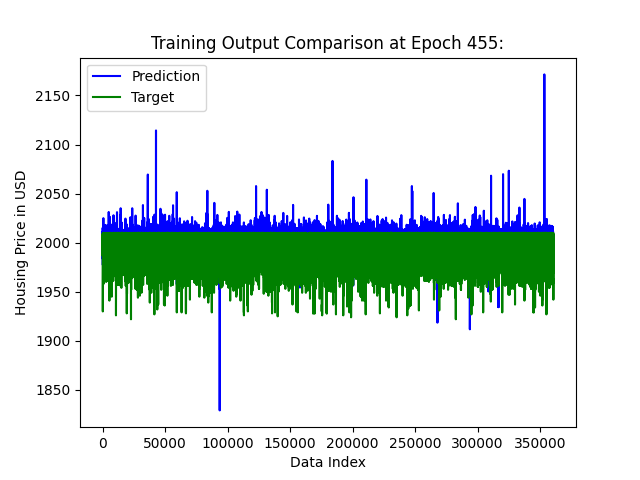 Training Output Comparison at Epoch 455:
Prediction
Target
Housing Price in USD
2150
2100
2050
2000
1950
1900
1850
0 50000 100000 150000 200000 250000 300000 350000
Data Index